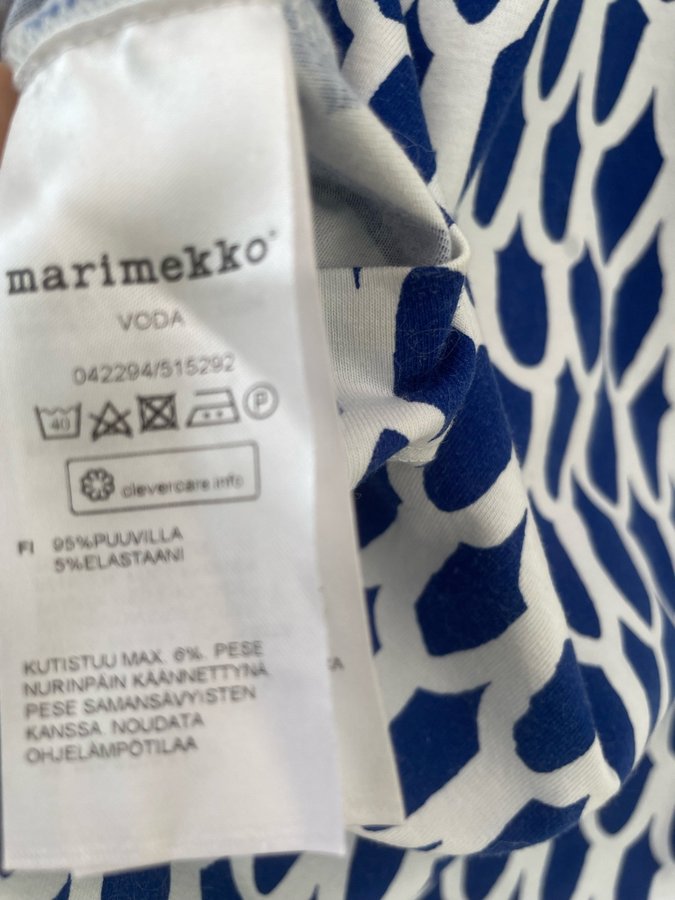 marimekko®
VODA
042294/515292
40 P
clevercare.info
FI 95%PUUVILLA
5%ELASTAANI
KUTISTUU MAX. 6%. PESE
NURINPÄIN KÄÄNNETTYNÄ
PESE SAMANSÄVYISTEN
KANSSA. NOUDATA
OHJELÄMPÖTILAA
KA